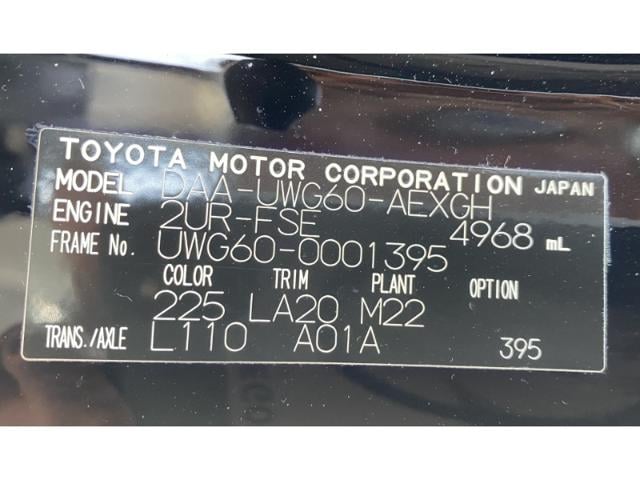 TOYOTA MOTOR CORPORATION JAPAN
MODEL DAA-UWG60-AEXGH
ENGINE 2UR-FSE 4968 mL
FRAME No. UWG60-0001395
COLOR TRIM PLANT OPTION
225 LA20 M22
TRANS./AXLE L110 A01A 395